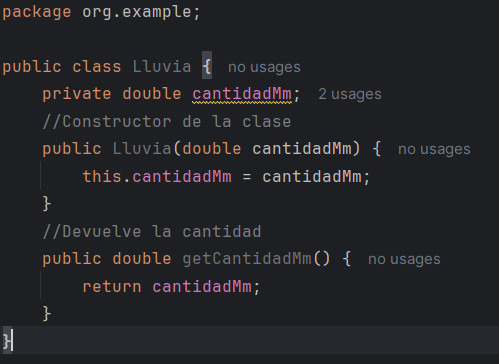 package org.example;
public class Lluvia { no usages
private double cantidadMm; 2 usages
//Constructor de la clase
public Lluvia(double cantidadMm) { no usages
this.cantidadMm = cantidadMm;
}
//Devuelve la cantidad
public double getCantidadMm() { no usages
return cantidadMm;
}
}